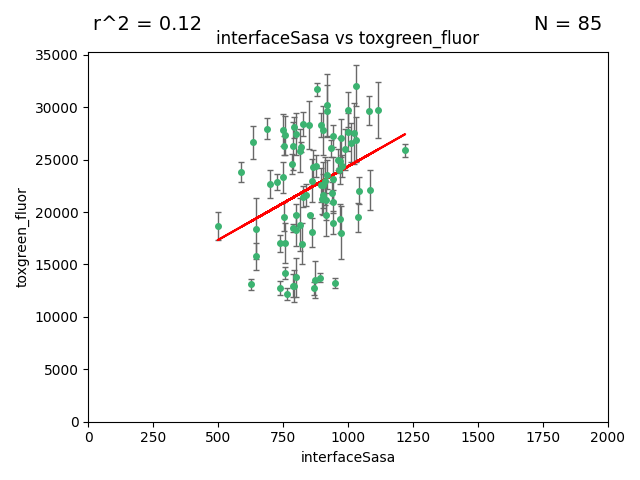 r^2 = 0.12
N = 85
interfaceSasa vs toxgreen_fluor
35000
30000
25000
20000
15000
10000
5000
0
toxgreen_fluor
0 250 500 750 1000 1250 1500 1750 2000
interfaceSasa